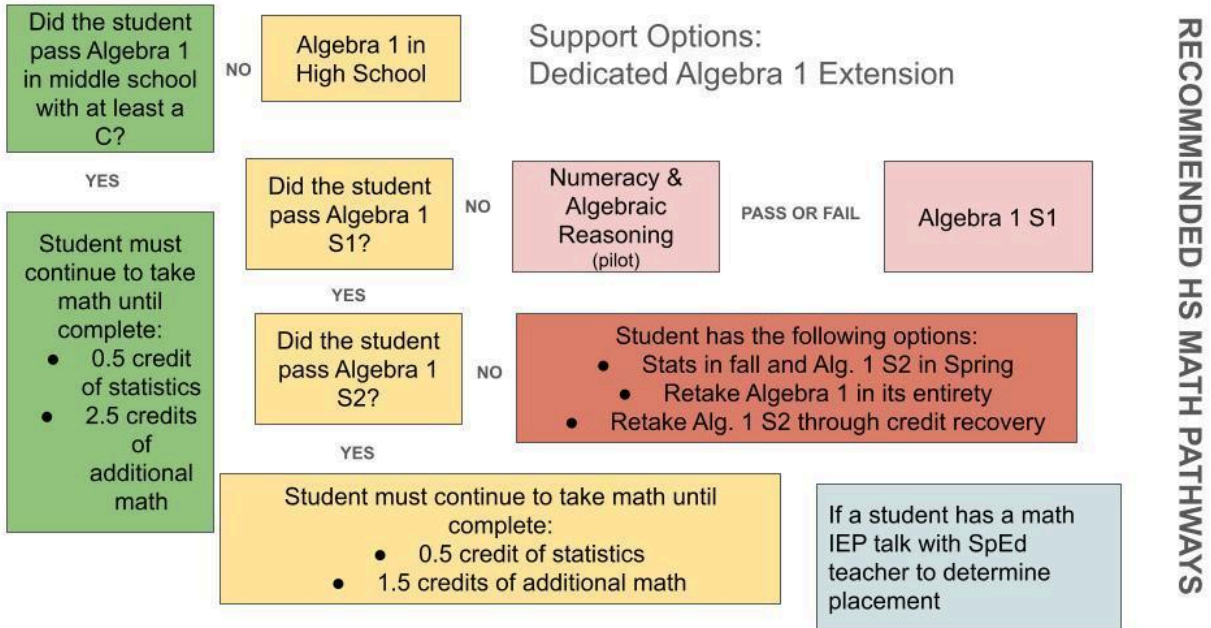 Did the student
pass Algebra 1
in middle school
with at least a
C?
NO
Algebra 1 in
High School
Support Options:
Dedicated Algebra 1 Extension
YES
Did the student
pass Algebra 1
S1?
NO
Numeracy &
Algebraic
Reasoning
(pilot)
PASS OR FAIL
Algebra 1 S1
Student must
continue to take
math until
complete:
● 0.5 credit
of statistics
● 2.5 credits
of
additional
math
YES
Did the student
pass Algebra 1
S2?
NO
Student has the following options:
● Stats in fall and Alg. 1 S2 in Spring
● Retake Algebra 1 in its entirety
● Retake Alg. 1 S2 through credit recovery
YES
Student must continue to take math until
complete:
● 0.5 credit of statistics
● 1.5 credits of additional math
If a student has a math
IEP talk with SpEd
teacher to determine
placement
RECOMMENDED HS MATH PATHWAYS